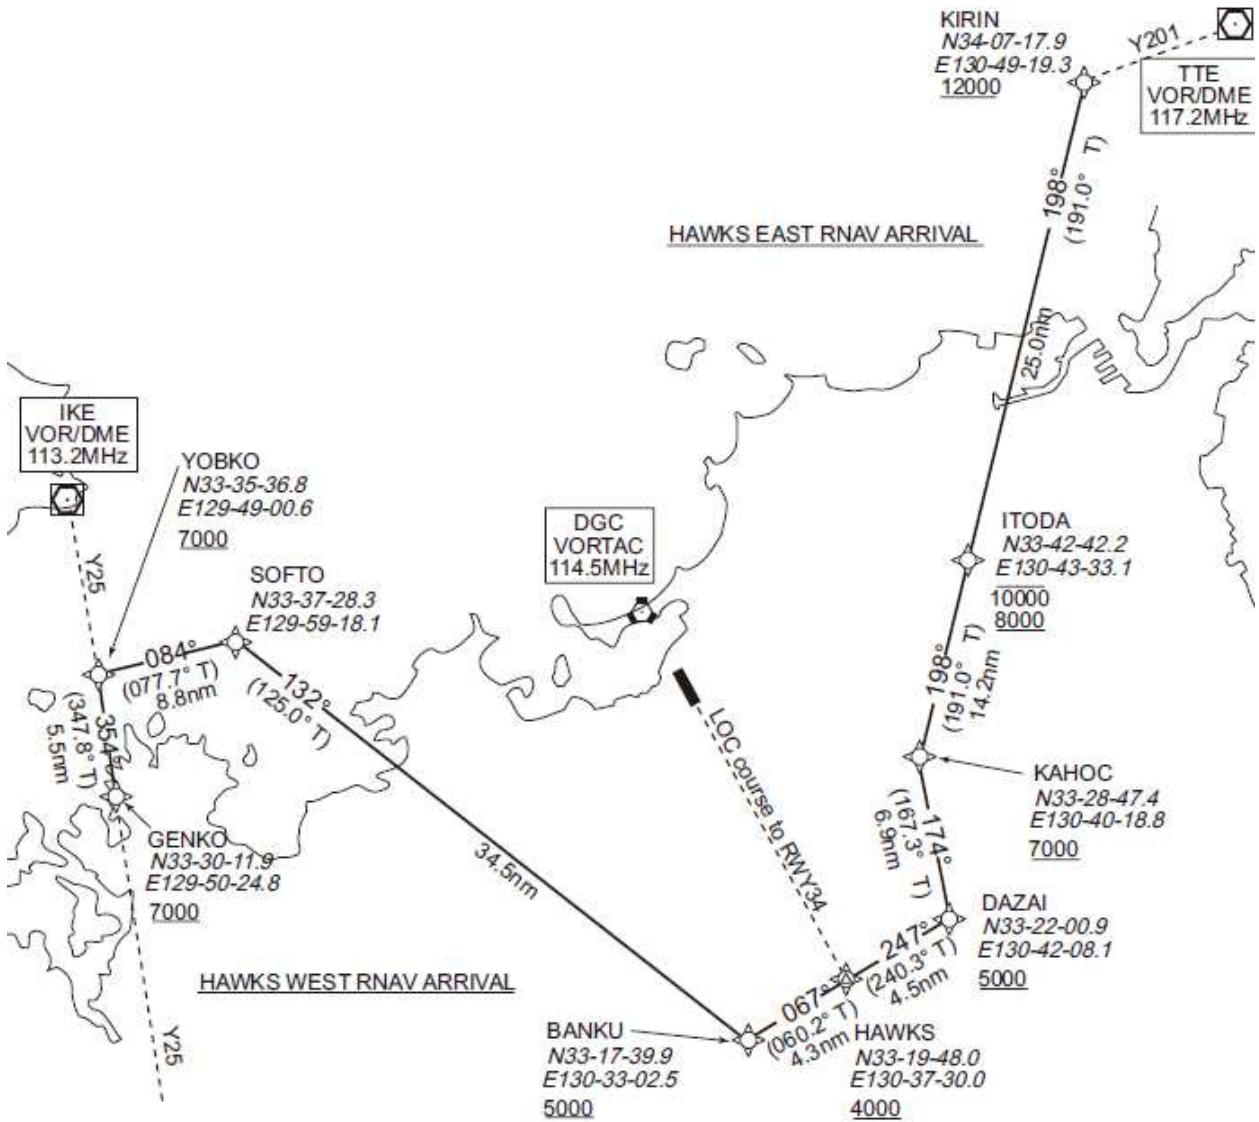 KIRIN
N34-07-17.9
E130-49-19.3
12000
Y201
TTE
VOR/DME
117.2MHz
198°
(191.0° T)
25.0nm
HAWKS EAST RNAV ARRIVAL
IKE
VOR/DME
113.2MHz
Y25
YOBKO
N33-35-36.8
E129-49-00.6
7000
SOFTO
N33-37-28.3
E129-59-18.1
DGC
VORTAC
114.5MHz
ITODA
N33-42-42.2
E130-43-33.1
10000
8000
198°
(191.0° T)
14.2nm
084°
(077.7° T)
8.8nm
132°
(125.0° T)
34.5nm
354°
(347.8° T)
5.5nm
LOC course to RWY34
KAHOC
N33-28-47.4
E130-40-18.8
7000
174°
(167.3° T)
6.9nm
GENKO
N33-30-11.9
E129-50-24.8
7000
DAZAI
N33-22-00.9
E130-42-08.1
5000
247°
(240.3° T)
4.5nm
HAWKS WEST RNAV ARRIVAL
Y25
067°
(060.2° T)
4.3nm
BANKU
N33-17-39.9
E130-33-02.5
5000
HAWKS
N33-19-48.0
E130-37-30.0
4000